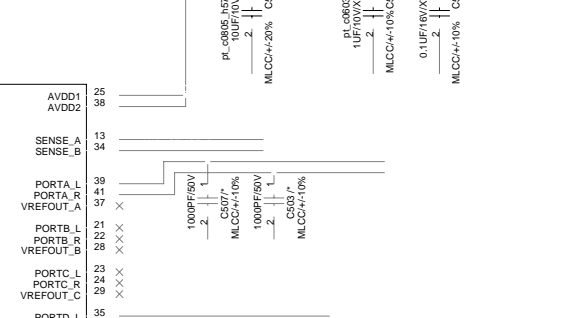 pt_c0805_h57
10UF/10V
2
MLCC/+/-20%
pt_c0603
1UF/10V/X
2
MLCC/+/-10%
0.1UF/16V/X
2
MLCC/+/-10%
AVDD1 25
AVDD2 38
SENSE_A 13
SENSE_B 34
PORTA_L 39
PORTA_R 41
VREFOUT_A 37
1000PF/50V
1
2
C507/*
MLCC/+/-10%
1000PF/50V
1
2
C503/*
MLCC/+/-10%
PORTB_L 21
PORTB_R 22
VREFOUT_B 28
PORTC_L 23
PORTC_R 24
VREFOUT_C 29
PORTD_L 35